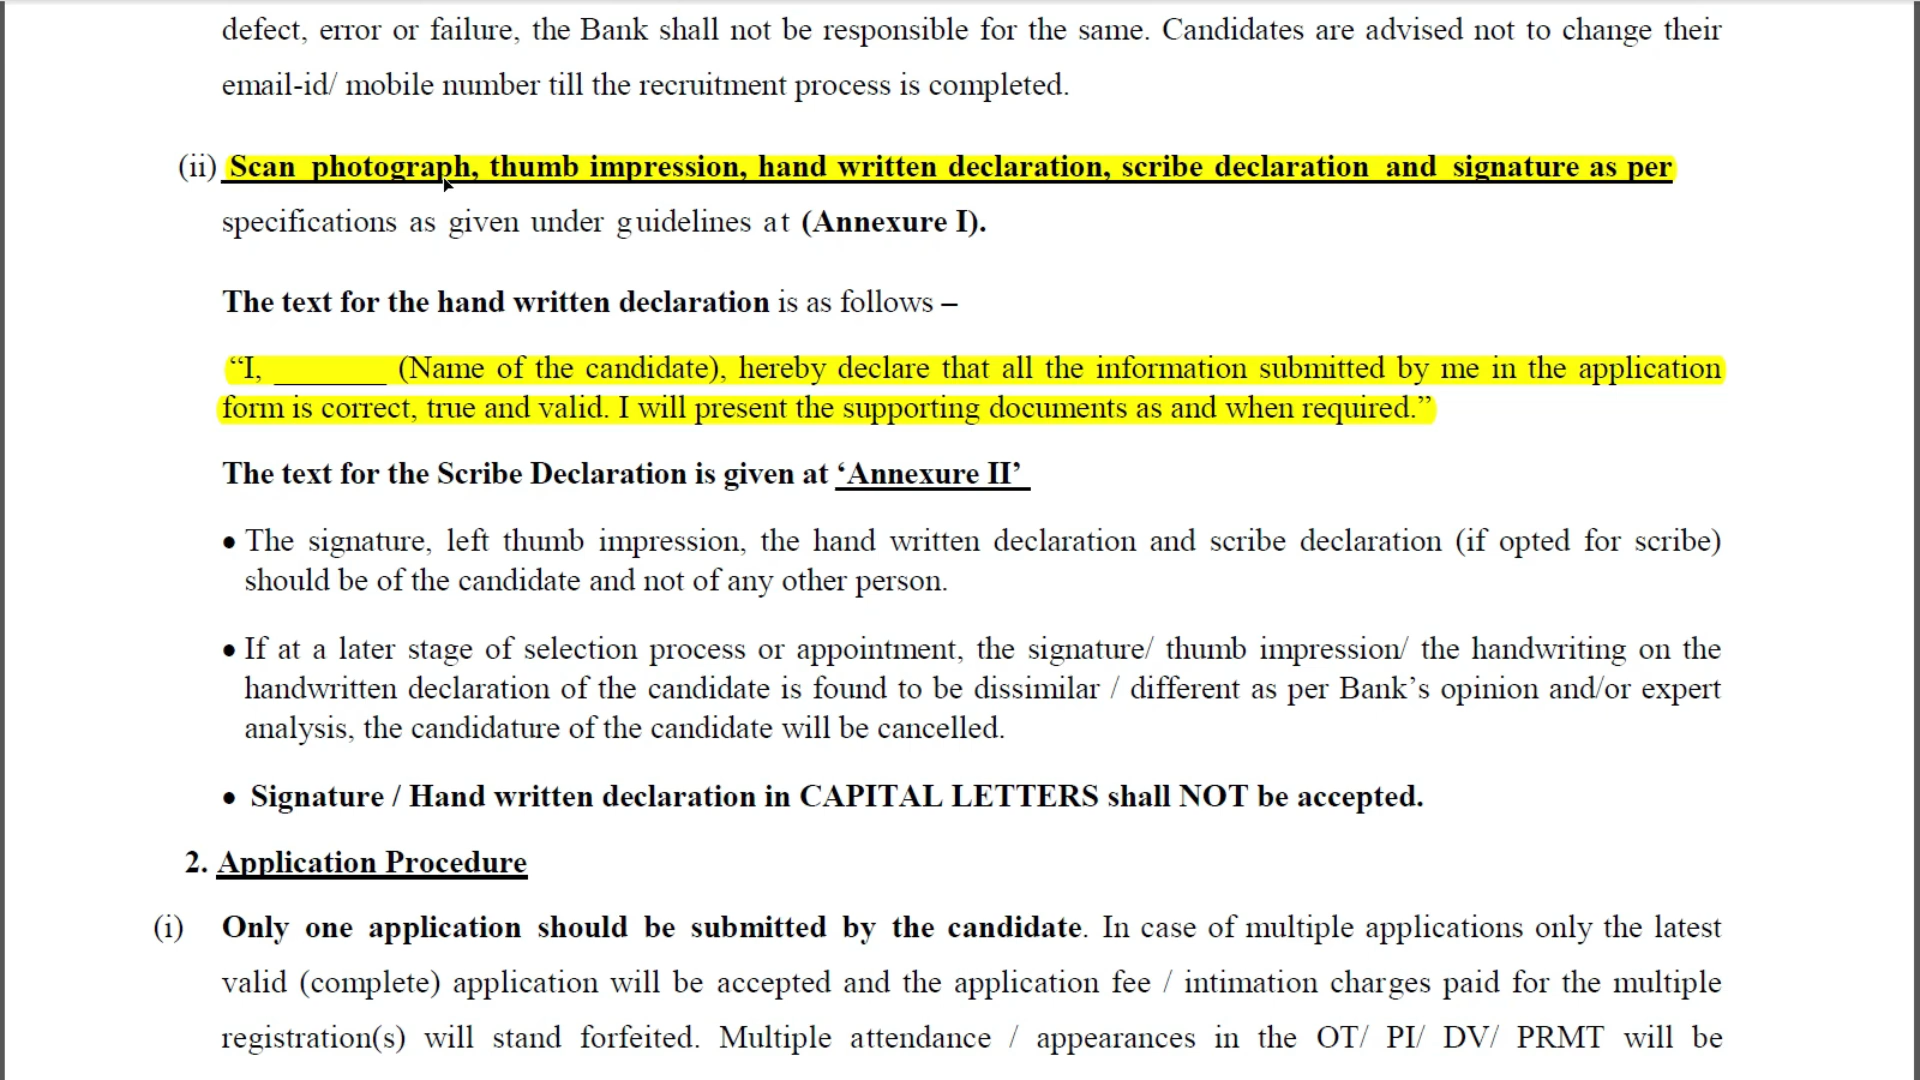 defect, error or failure, the Bank shall not be responsible for the same. Candidates are advised not to change their
email-id/ mobile number till the recruitment process is completed.
(ii) Scan photograph, thumb impression, hand written declaration, scribe declaration and signature as per
specifications as given under guidelines at (Annexure I).
The text for the hand written declaration is as follows –
“I, _______ (Name of the candidate), hereby declare that all the information submitted by me in the application
form is correct, true and valid. I will present the supporting documents as and when required.”
The text for the Scribe Declaration is given at ‘Annexure II’
• The signature, left thumb impression, the hand written declaration and scribe declaration (if opted for scribe)
should be of the candidate and not of any other person.
• If at a later stage of selection process or appointment, the signature/ thumb impression/ the handwriting on the
handwritten declaration of the candidate is found to be dissimilar / different as per Bank’s opinion and/or expert
analysis, the candidature of the candidate will be cancelled.
• Signature / Hand written declaration in CAPITAL LETTERS shall NOT be accepted.
2. Application Procedure
(i) Only one application should be submitted by the candidate. In case of multiple applications only the latest
valid (complete) application will be accepted and the application fee / intimation charges paid for the multiple
registration(s) will stand forfeited. Multiple attendance / appearances in the OT/ PI/ DV/ PRMT will be